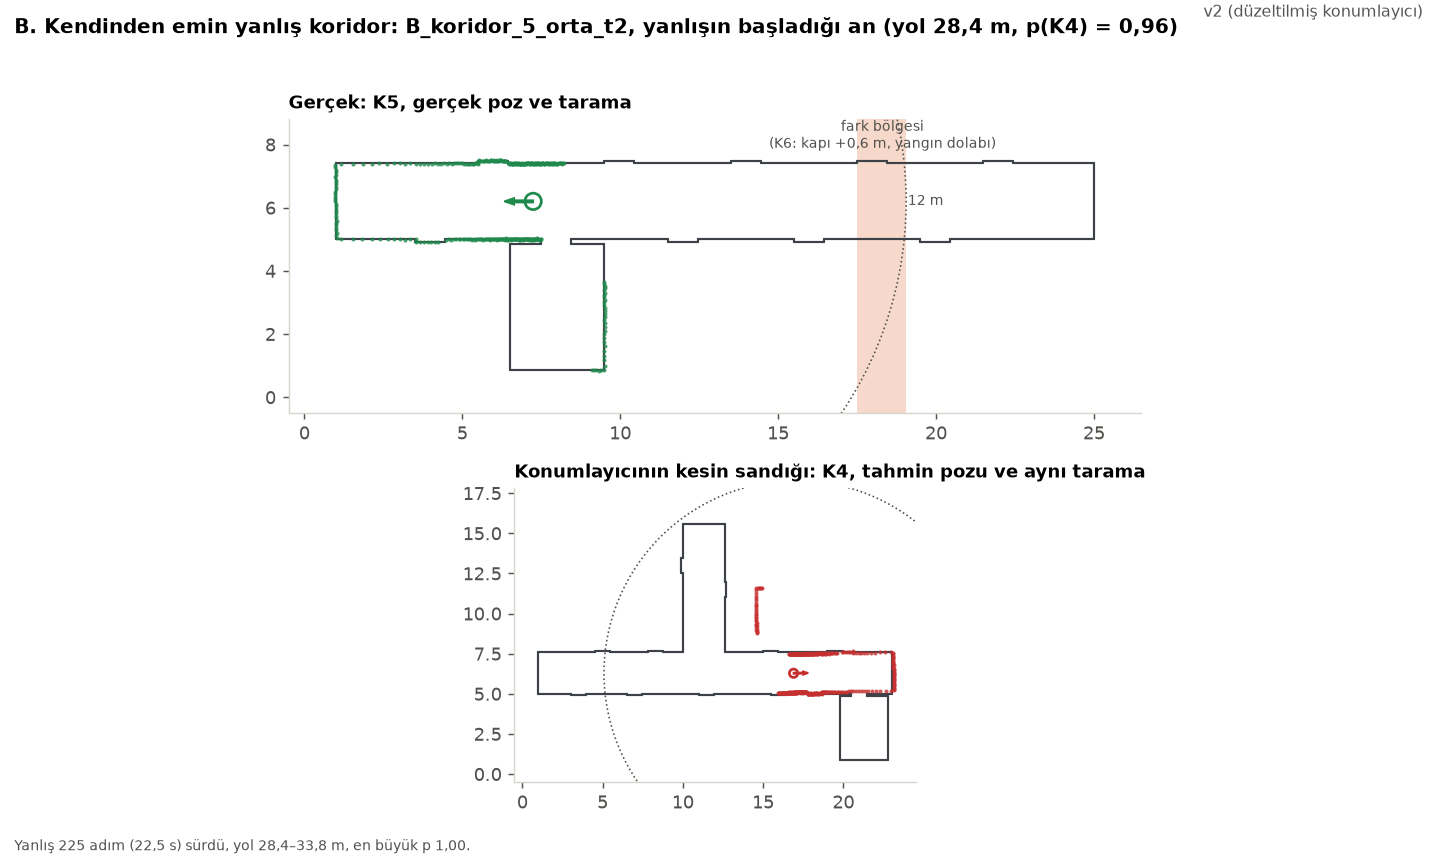 v2 (düzeltilmiş konumlayıcı)
B. Kendinden emin yanlış koridor: B_koridor_5_orta_t2, yanlışın başladığı an (yol 28,4 m, p(K4) = 0,96)
Gerçek: K5, gerçek poz ve tarama
fark bölgesi
(K6: kapı +0,6 m, yangın dolabı)
12 m
8
6
4
2
0
0 5 10 15 20 25
Konumlayıcının kesin sandığı: K4, tahmin pozu ve aynı tarama
17.5
15.0
12.5
10.0
7.5
5.0
2.5
0.0
0 5 10 15 20
Yanlış 225 adım (22,5 s) sürdü, yol 28,4–33,8 m, en büyük p 1,00.